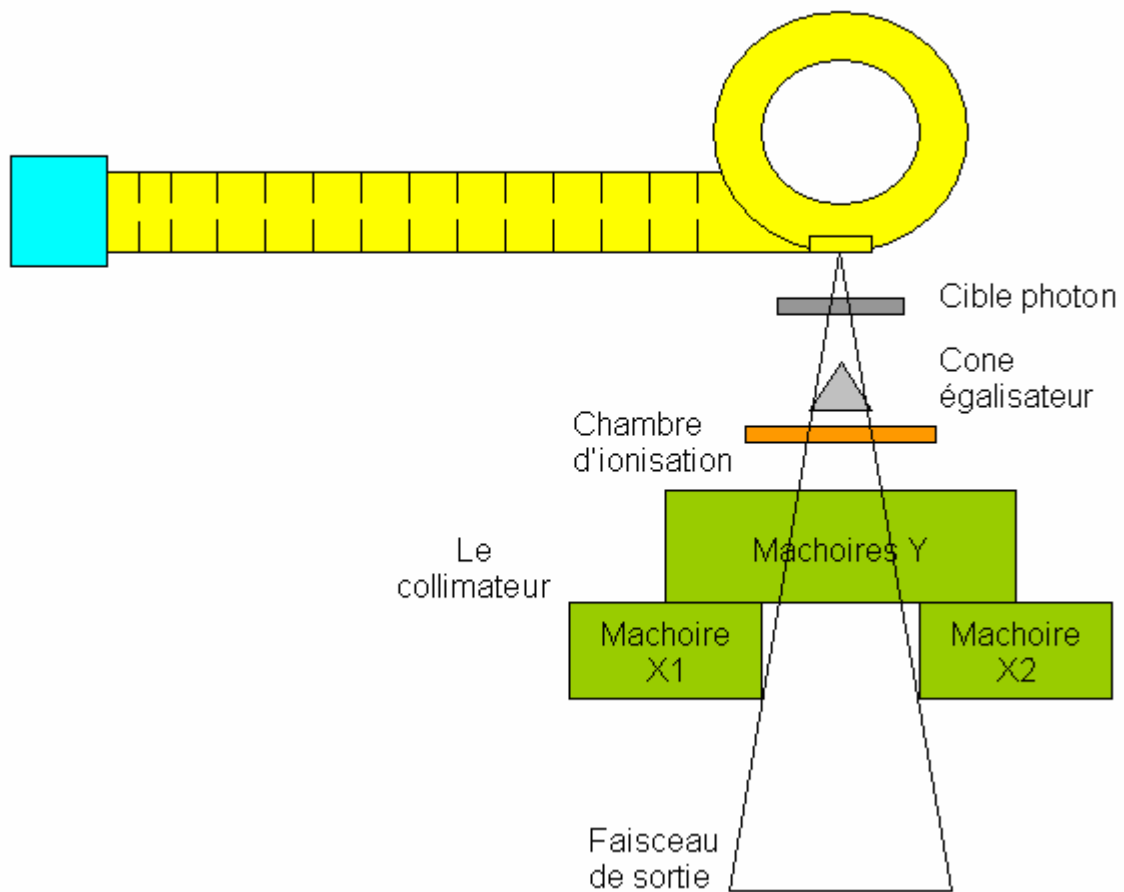 Cible photon
Cone
égalisateur
Chambre
d'ionisation
Machoires Y
Le
collimateur
Machoire
X1
Machoire
X2
Faisceau
de sortie